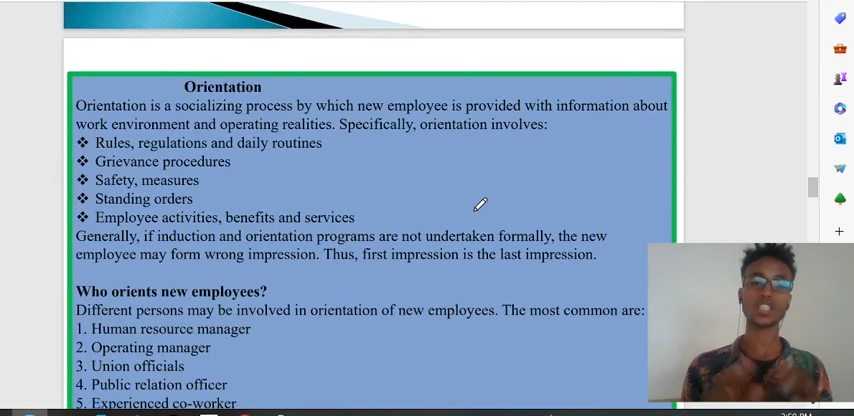 Orientation
Orientation is a socializing process by which new employee is provided with information about
work environment and operating realities. Specifically, orientation involves:
❖ Rules, regulations and daily routines
❖ Grievance procedures
❖ Safety, measures
❖ Standing orders
❖ Employee activities, benefits and services
Generally, if induction and orientation programs are not undertaken formally, the new
employee may form wrong impression. Thus, first impression is the last impression.
Who orients new employees?
Different persons may be involved in orientation of new employees. The most common are:
1. Human resource manager
2. Operating manager
3. Union officials
4. Public relation officer
5. Experienced co-worker